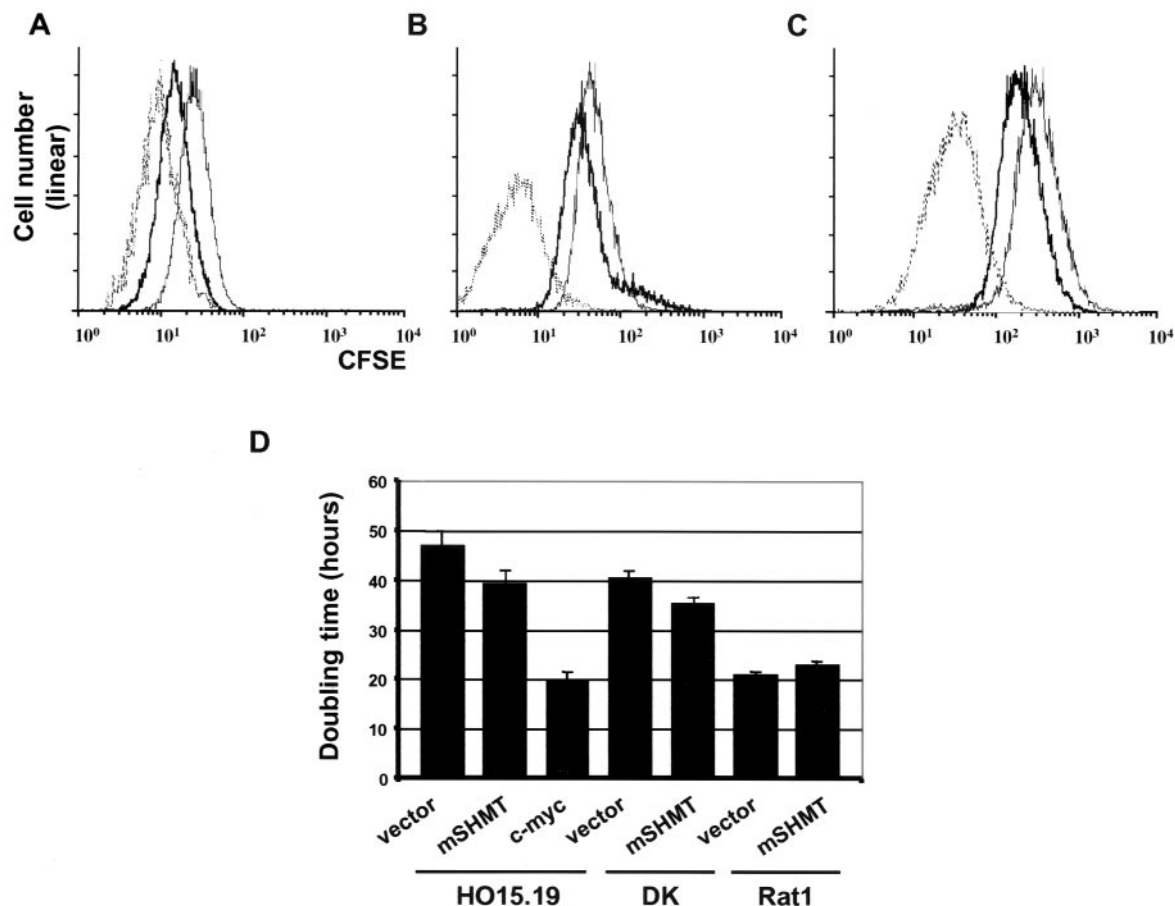 A
B
C
Cell number
(linear)
10⁰ 10¹ 10² 10³ 10⁴
10⁰ 10¹ 10² 10³ 10⁴
10⁰ 10¹ 10² 10³ 10⁴
CFSE
D
Doubling time (hours)
60
50
40
30
20
10
0
vector mSHMT c-myc vector mSHMT vector mSHMT
HO15.19 DK Rat1